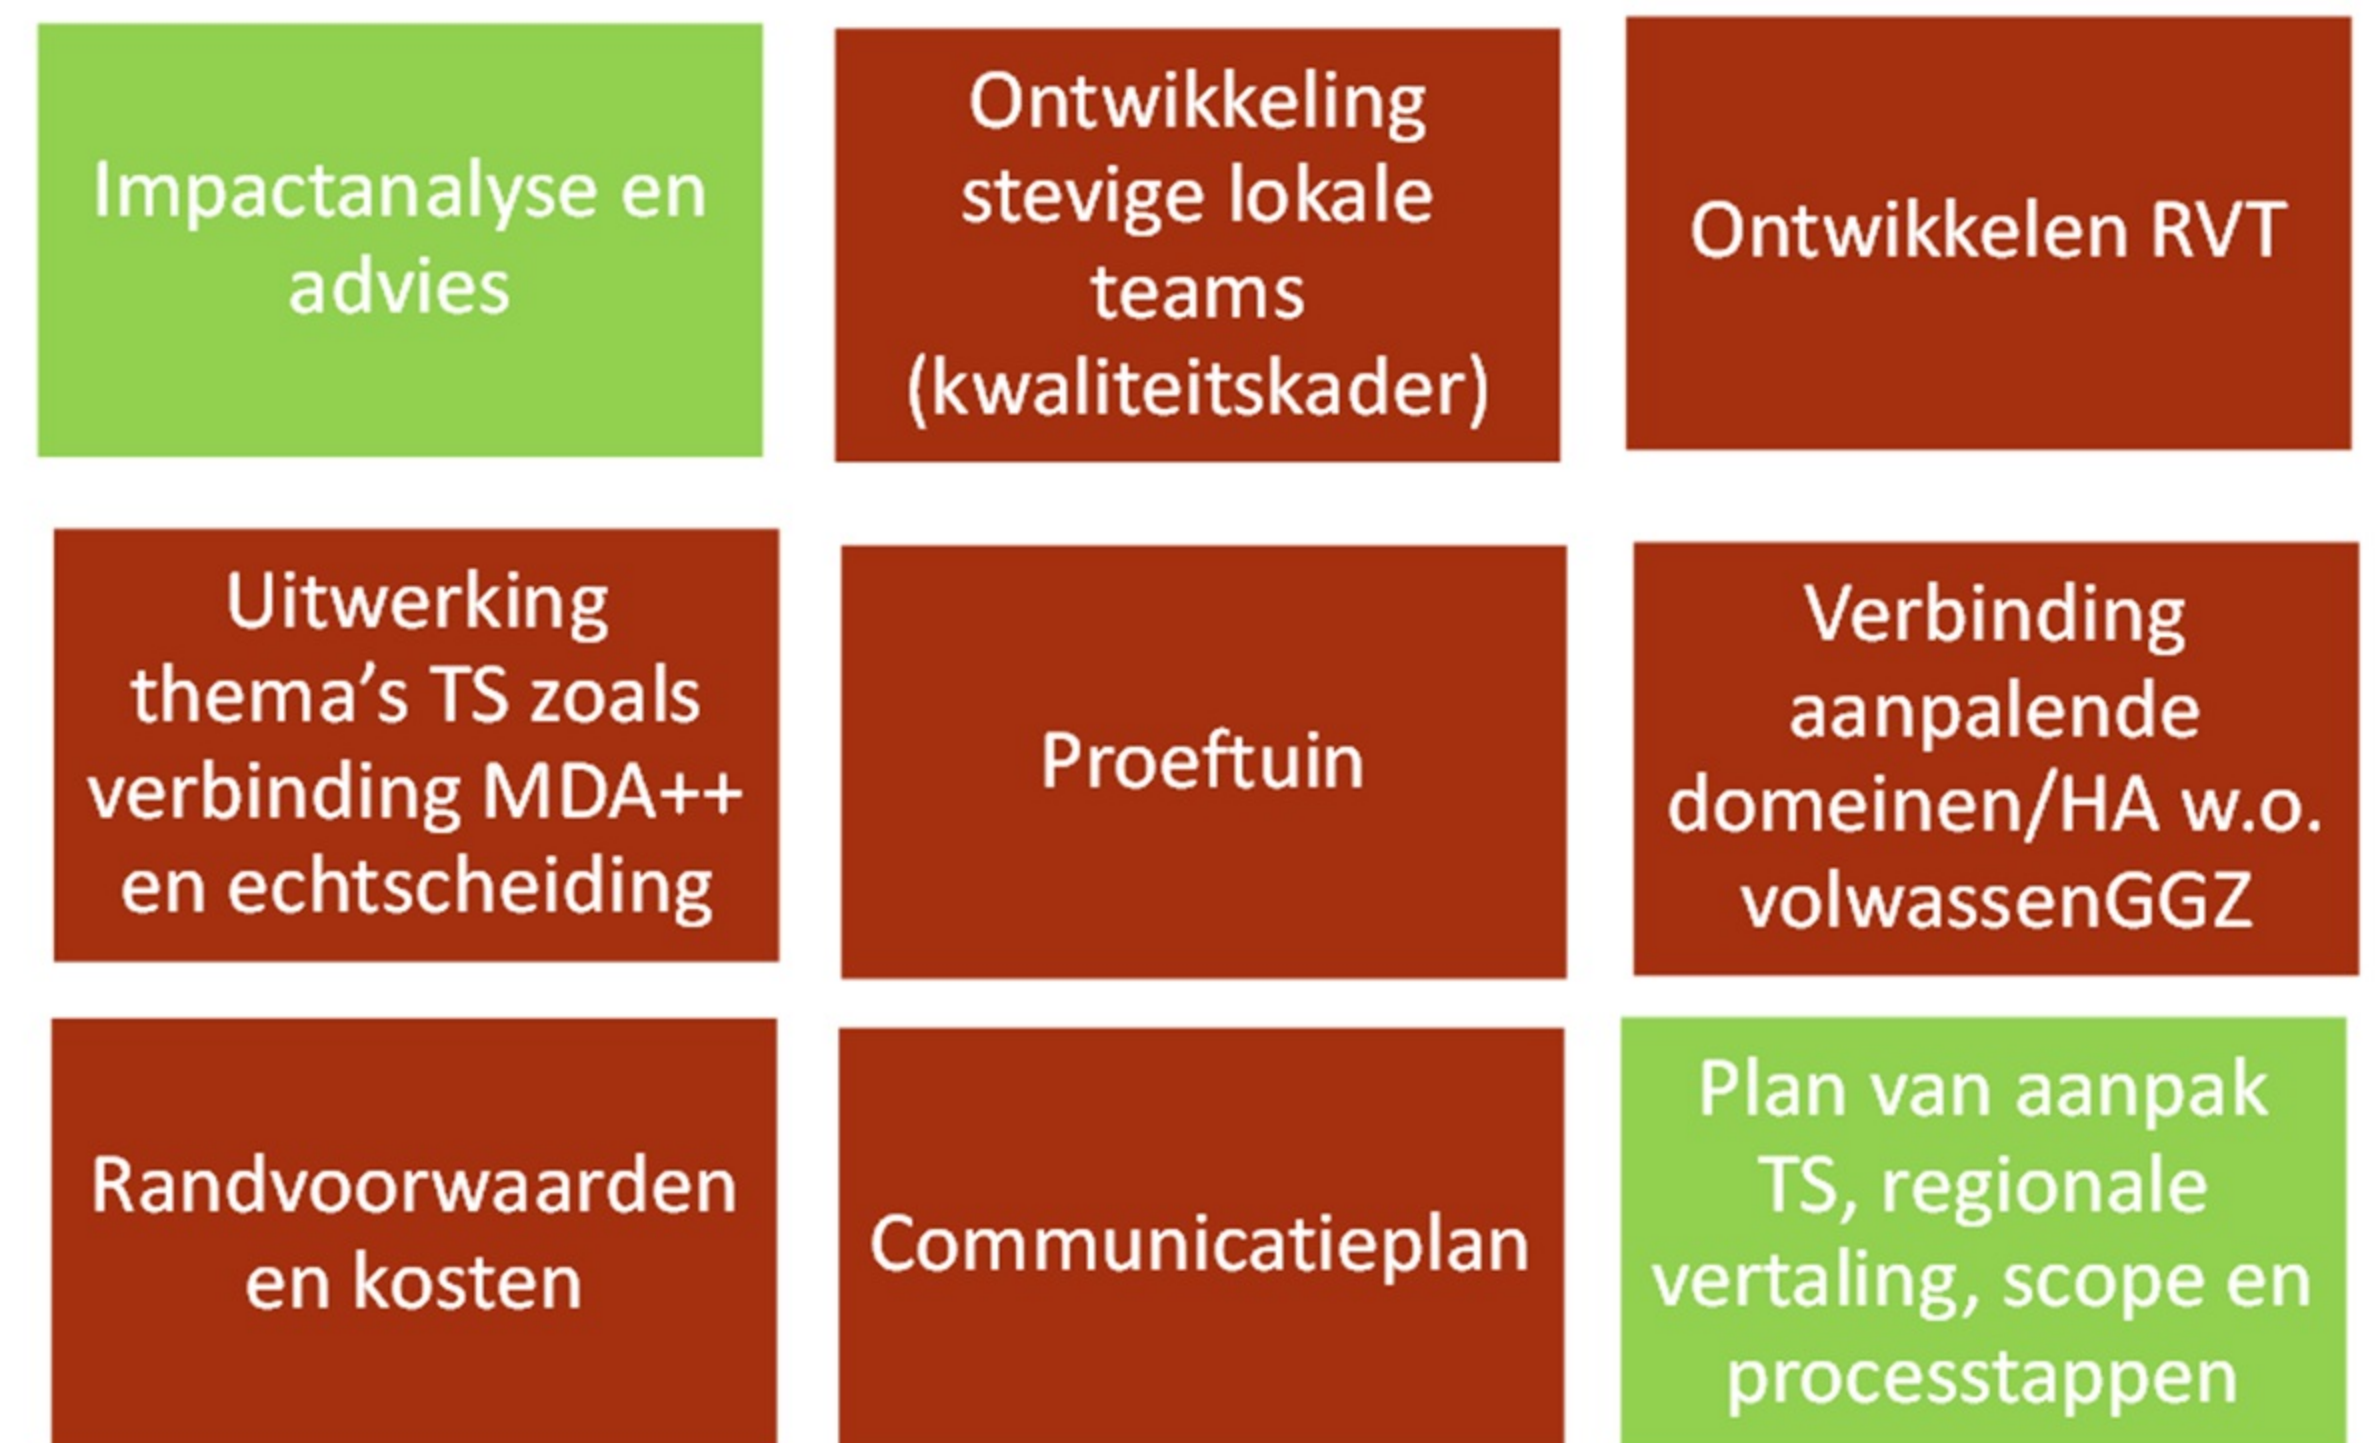 Impactanalyse en
advies
Ontwikkeling
stevige lokale
teams
(kwaliteitskader)
Ontwikkelen RVT
Uitwerking
thema’s TS zoals
verbinding MDA++
en echtscheiding
Proeftuin
Verbinding
aanpalende
domeinen/HA w.o.
volwassenGGZ
Randvoorwaarden
en kosten
Communicatieplan
Plan van aanpak
TS, regionale
vertaling, scope en
processtappen